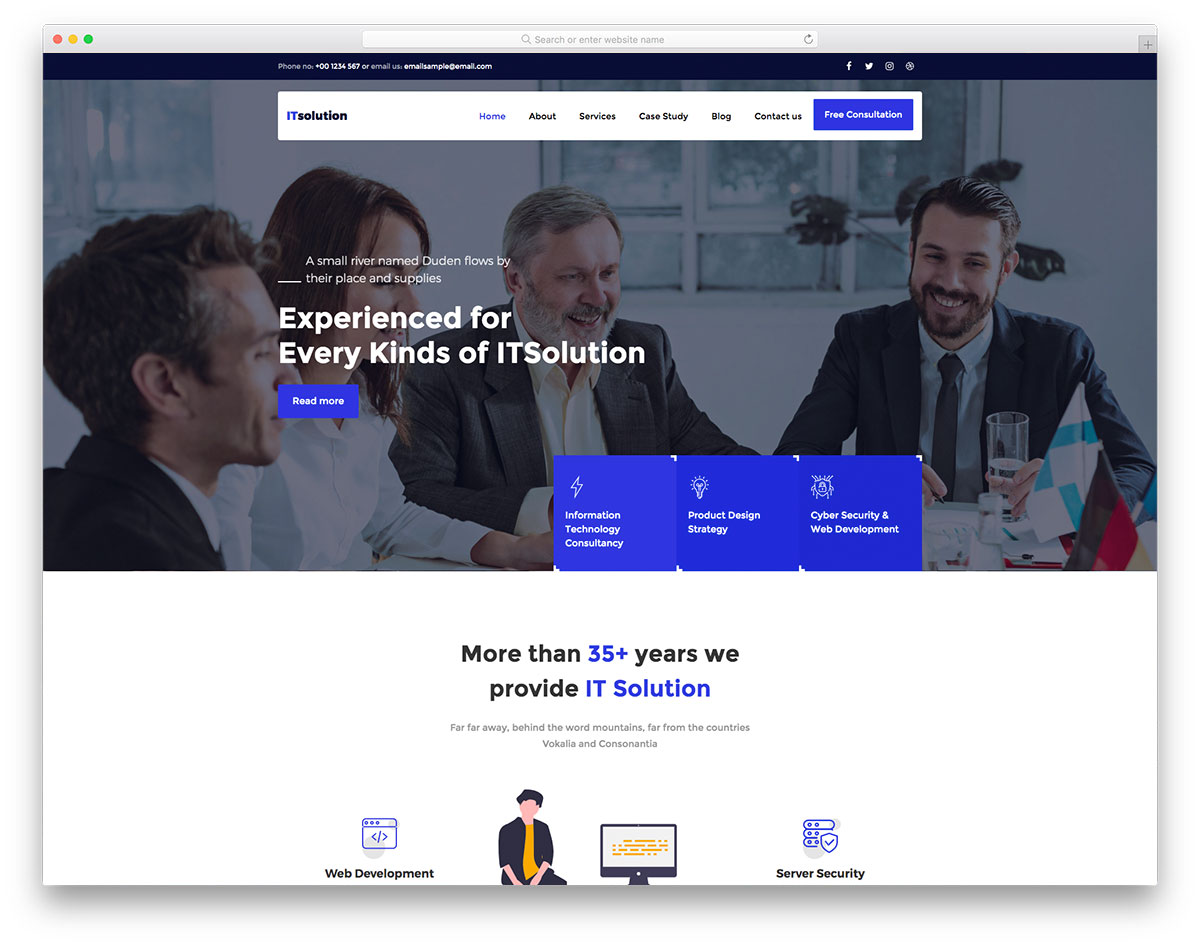 Search or enter website name
Phone no: +00 1234 567 or email us: emailsample@email.com
ITsolution
Home About Services Case Study Blog Contact us Free Consultation
A small river named Duden flows by
their place and supplies
Experienced for
Every Kinds of ITSolution
Read more
Information
Technology
Consultancy
Product Design
Strategy
Cyber Security &
Web Development
More than 35+ years we
provide IT Solution
Far far away, behind the word mountains, far from the countries
Vokalia and Consonantia
</>
Web Development
Server Security